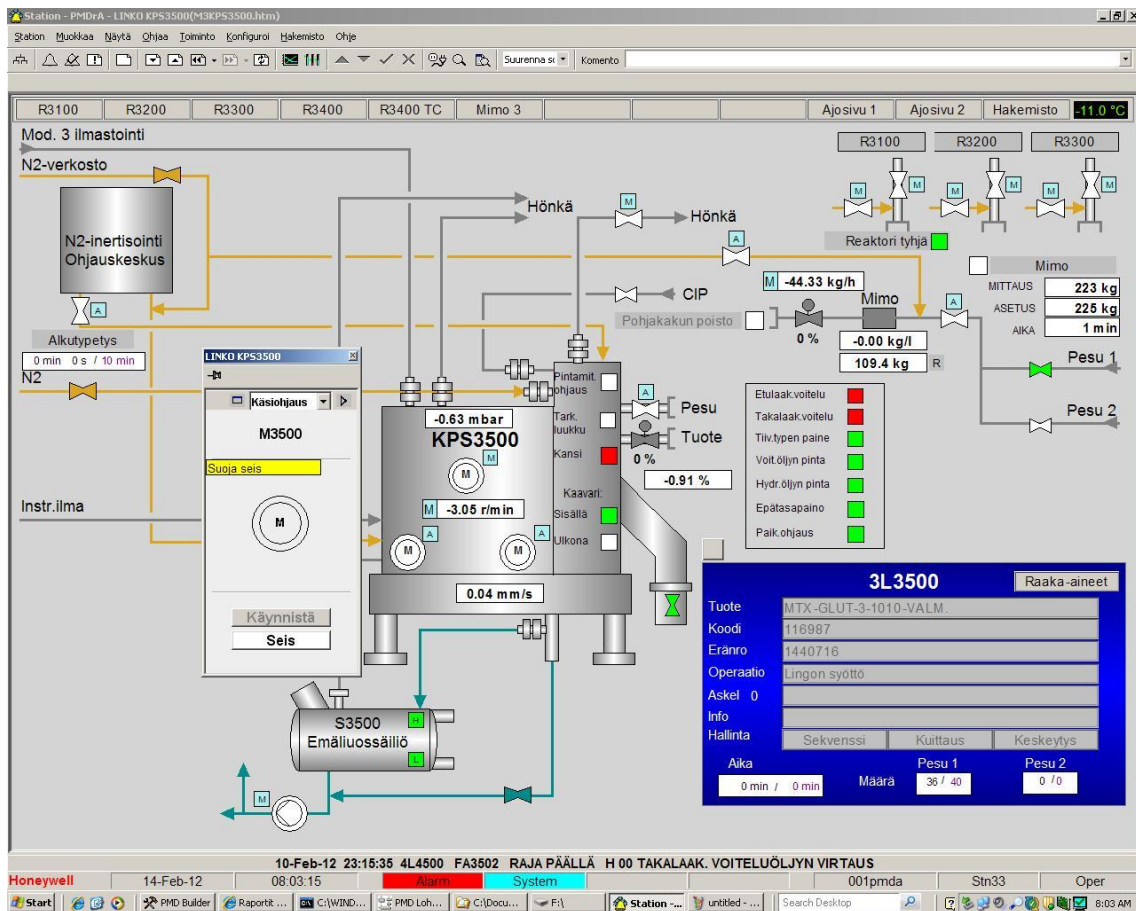 Station - PMDrA - LINKO KPS3500(M3KPS3500.htm)
Station Muokkaa Näytä Ohjaa Toiminto Konfiguroi Hakemisto Ohje
Suurenna sc Komento
R3100 R3200 R3300 R3400 R3400 TC Mimo 3 Ajosivu 1 Ajosivu 2 Hakemisto -11.0 °C
Mod. 3 ilmastointi
R3100 R3200 R3300
N2-verkosto
M M M
M M M
Hönkä
M
Hönkä
N2-inertisointi
Ohjauskeskus
A
Reaktori tyhjä
Mimo
MITTAUS 223 kg
ASETUS 225 kg
AIKA 1 min
M -44.33 kg/h
CIP
A
Mimo
A
Pohjakakun poisto
0 %
-0.00 kg/l
109.4 kg R
Alkutypetys
0 min 0 s / 10 min
N2
Pesu 1
Pesu 2
LINKO KPS3500
Käsiohjaus
M3500
Suoja seis
M
Käynnistä
Seis
Pintamit.
ohjaus
Tark.
luukku
Kansi
Kaavari:
Sisällä
Ulkona
A
Pesu
Tuote
0 %
-0.91 %
-0.63 mbar
KPS3500
M
M
M -3.05 r/min
A A
M M
0.04 mm/s
Etulaak.voitelu
Takalaak.voitelu
Tiiv.typen paine
Voit.öljyn pinta
Hydr.öljyn pinta
Epätasapaino
Paik.ohjaus
Instr.ilma
3L3500 Raaka-aineet
Tuote MTX-GLUT-3-1010-VALM.
Koodi 116987
Eränro 1440716
Operaatio Lingon syöttö
Askel 0
Info
Hallinta Sekvenssi Kuittaus Keskeytys
Aika Pesu 1 Pesu 2
0 min / 0 min Määrä 36 / 40 0 / 0
S3500
Emäliuossäiliö
H
L
M
10-Feb-12 23:15:35 4L4500 FA3502 RAJA PÄÄLLÄ H 00 TAKALAAK. VOITELUÖLJYN VIRTAUS
Honeywell 14-Feb-12 08:03:15 Alarm System 001pmda Stn33 Oper
Start PMD Builder Raportit ... C:\WIND... PMD Loh... C:\Docu... F:\ Station -... untitled - ... Search Desktop 8:03 AM